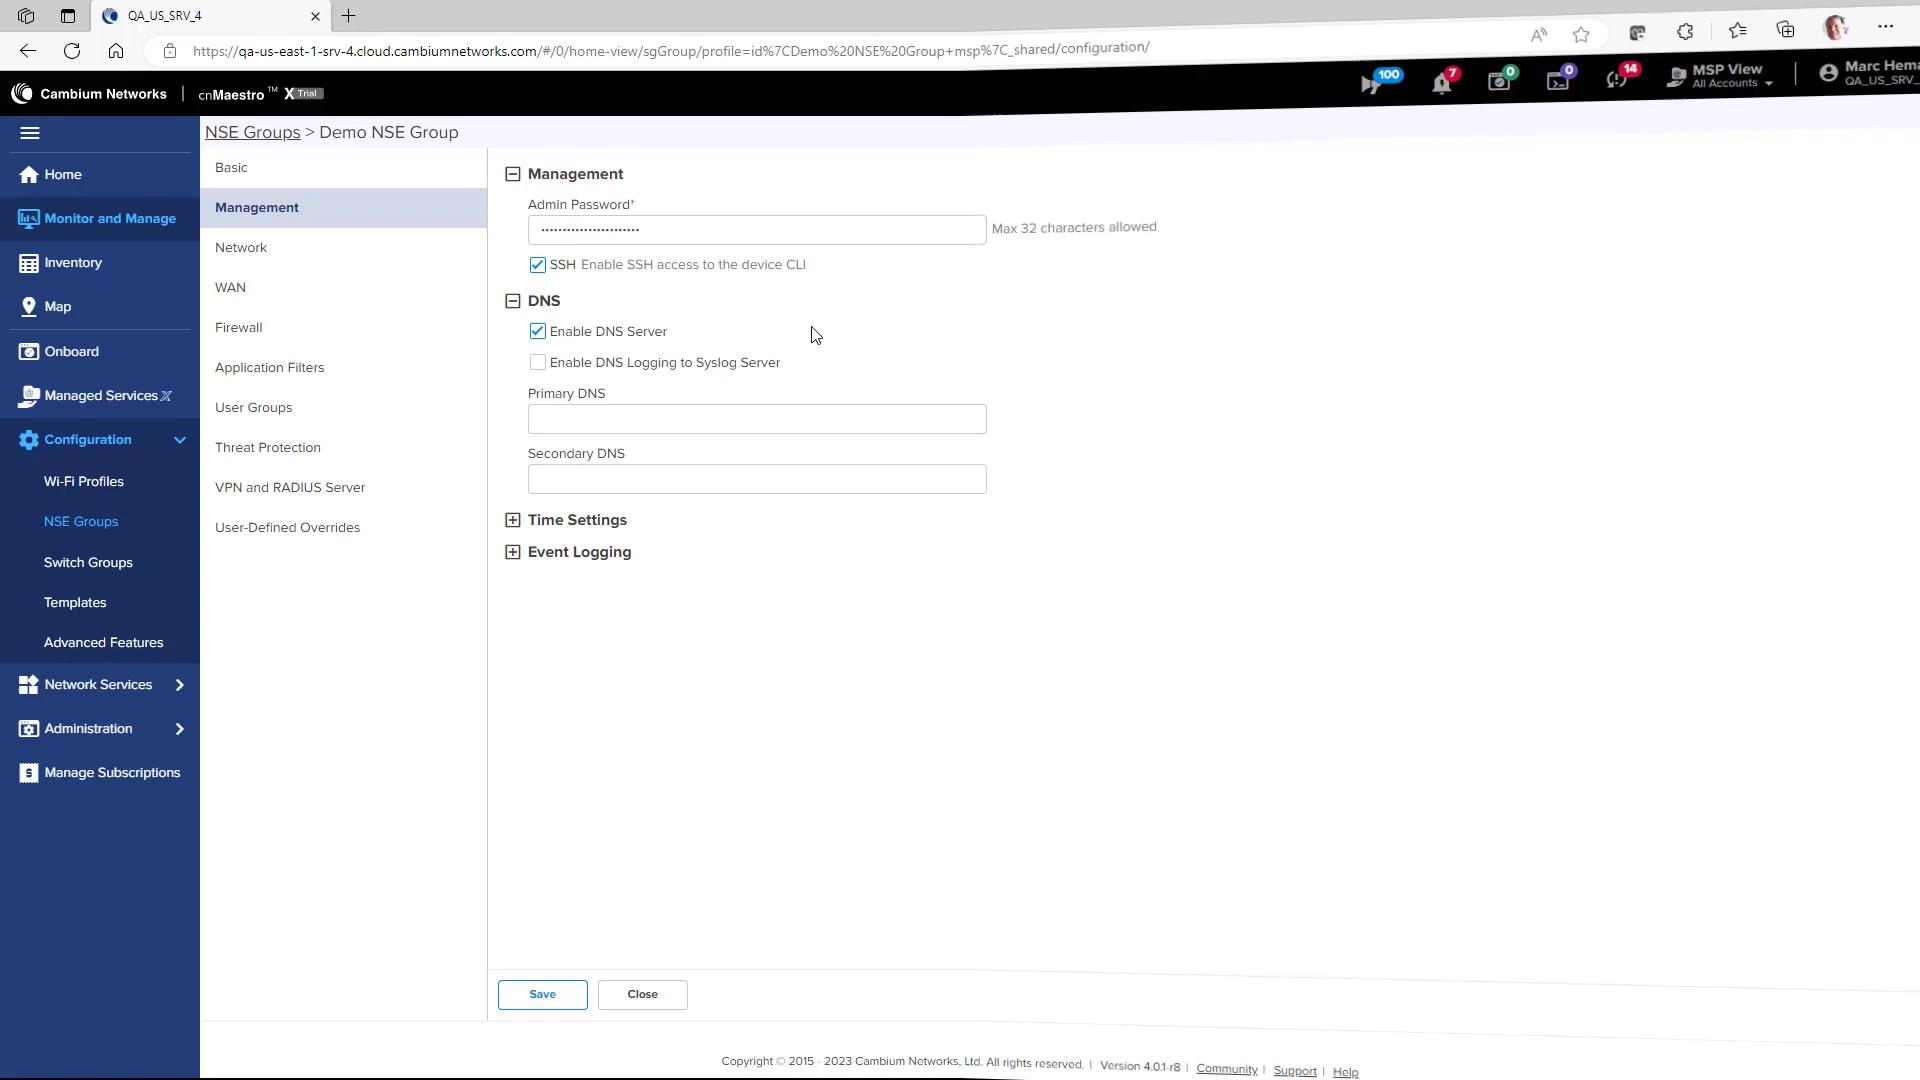 QA_US_SRV_4
https://qa-us-east-1-srv-4.cloud.cambiumnetworks.com/#/0/home-view/sgGroup/profile=id%7CDemo%20NSE%20Group+msp%7C_shared/configuration/
Cambium Networks | cnMaestro™ X Trial
100
7
0
0
14
MSP View
All Accounts
Marc Hema
QA_US_SRV_
NSE Groups > Demo NSE Group
Home
Monitor and Manage
Inventory
Map
Onboard
Managed Services X
Configuration
Wi-Fi Profiles
NSE Groups
Switch Groups
Templates
Advanced Features
Network Services
Administration
Manage Subscriptions
Basic
Management
Network
WAN
Firewall
Application Filters
User Groups
Threat Protection
VPN and RADIUS Server
User-Defined Overrides
Management
Admin Password*
Max 32 characters allowed
SSH Enable SSH access to the device CLI
DNS
Enable DNS Server
Enable DNS Logging to Syslog Server
Primary DNS
Secondary DNS
Time Settings
Event Logging
Save
Close
Copyright © 2015 - 2023 Cambium Networks, Ltd. All rights reserved. | Version 4.0.1-r8 | Community | Support | Help